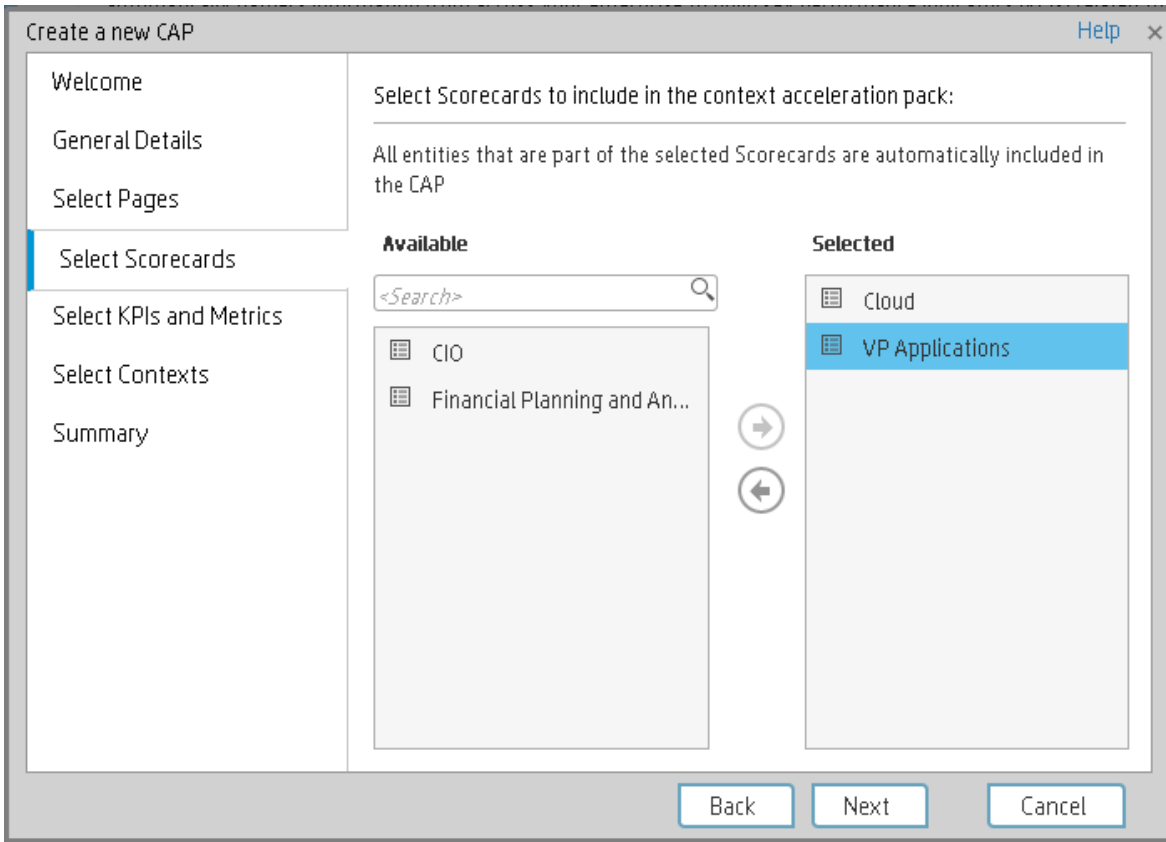 Create a new CAP
Help
Welcome
General Details
Select Pages
Select Scorecards
Select KPIs and Metrics
Select Contexts
Summary
Select Scorecards to include in the context acceleration pack:
All entities that are part of the selected Scorecards are automatically included in
the CAP
Available
Selected
<Search>
CIO
Financial Planning and An...
Cloud
VP Applications
Back
Next
Cancel